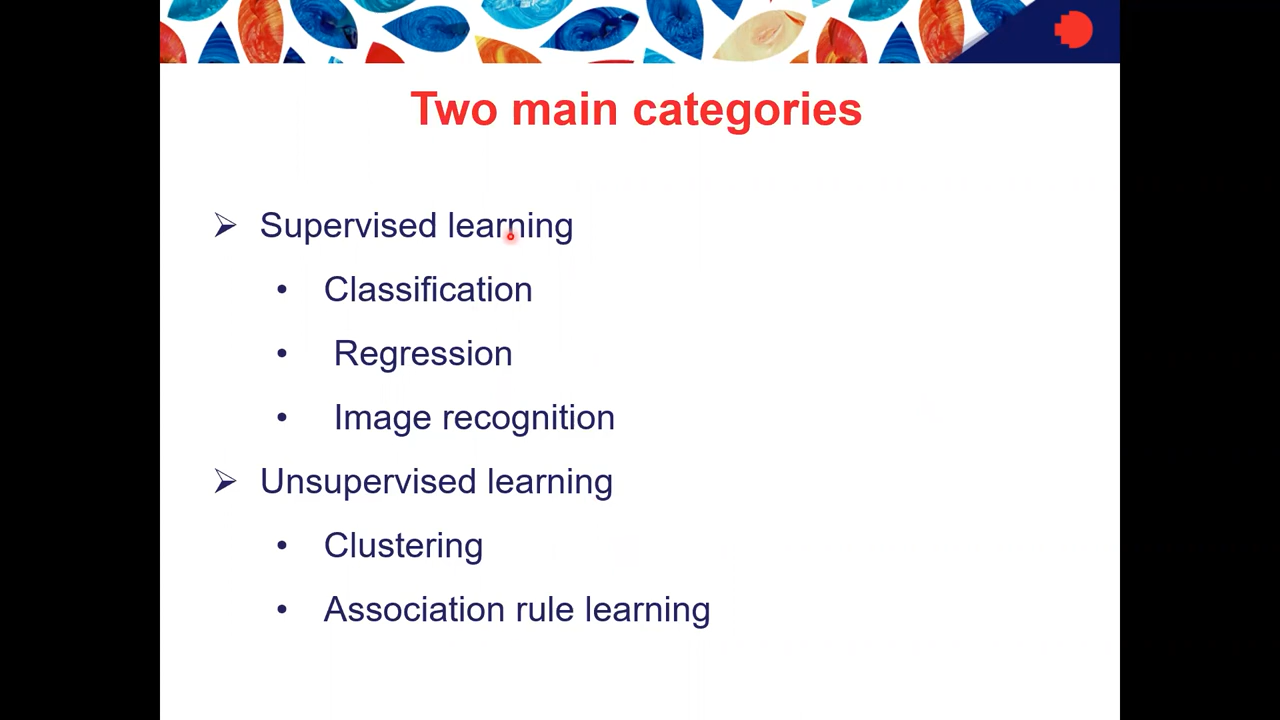 Two main categories
➢ Supervised learning
• Classification
• Regression
• Image recognition
➢ Unsupervised learning
• Clustering
• Association rule learning